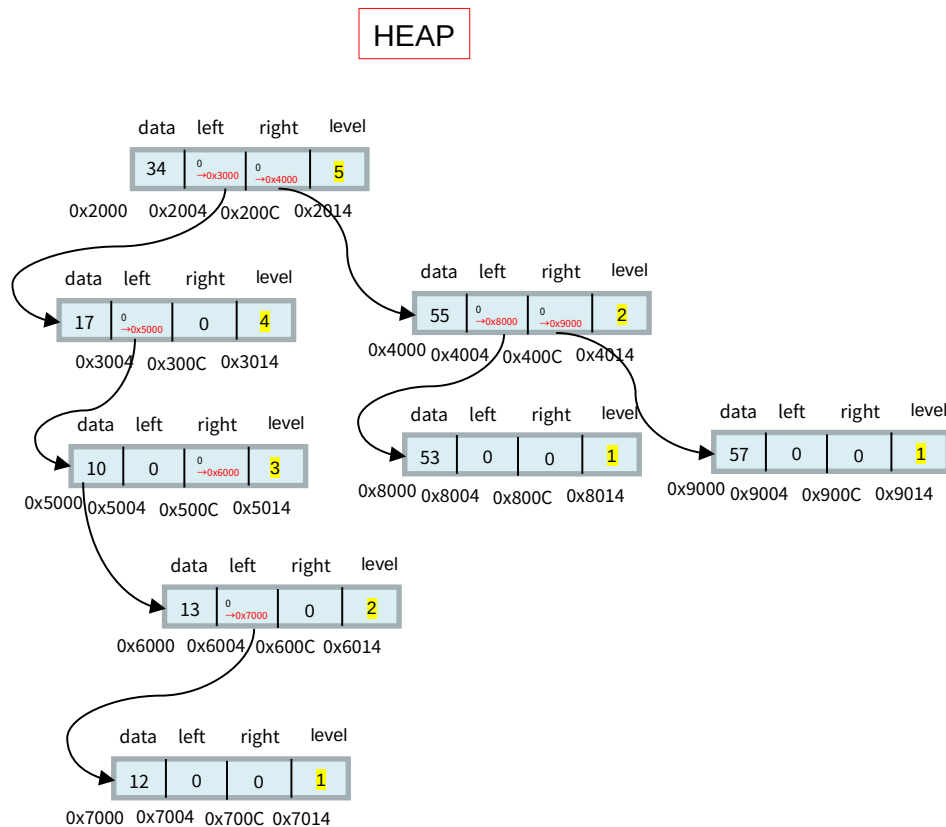 HEAP
data left right level
34 0 →0x3000 0 →0x4000 5
0x2000 0x2004 0x200C 0x2014
data left right level
17 0 →0x5000 0 4
0x3004 0x300C 0x3014
data left right level
55 0 →0x8000 0 →0x9000 2
0x4000 0x4004 0x400C 0x4014
data left right level
10 0 0 →0x6000 3
0x5000 0x5004 0x500C 0x5014
data left right level
53 0 0 1
0x8000 0x8004 0x800C 0x8014
data left right level
57 0 0 1
0x9000 0x9004 0x900C 0x9014
data left right level
13 0 →0x7000 0 2
0x6000 0x6004 0x600C 0x6014
data left right level
12 0 0 1
0x7000 0x7004 0x700C 0x7014